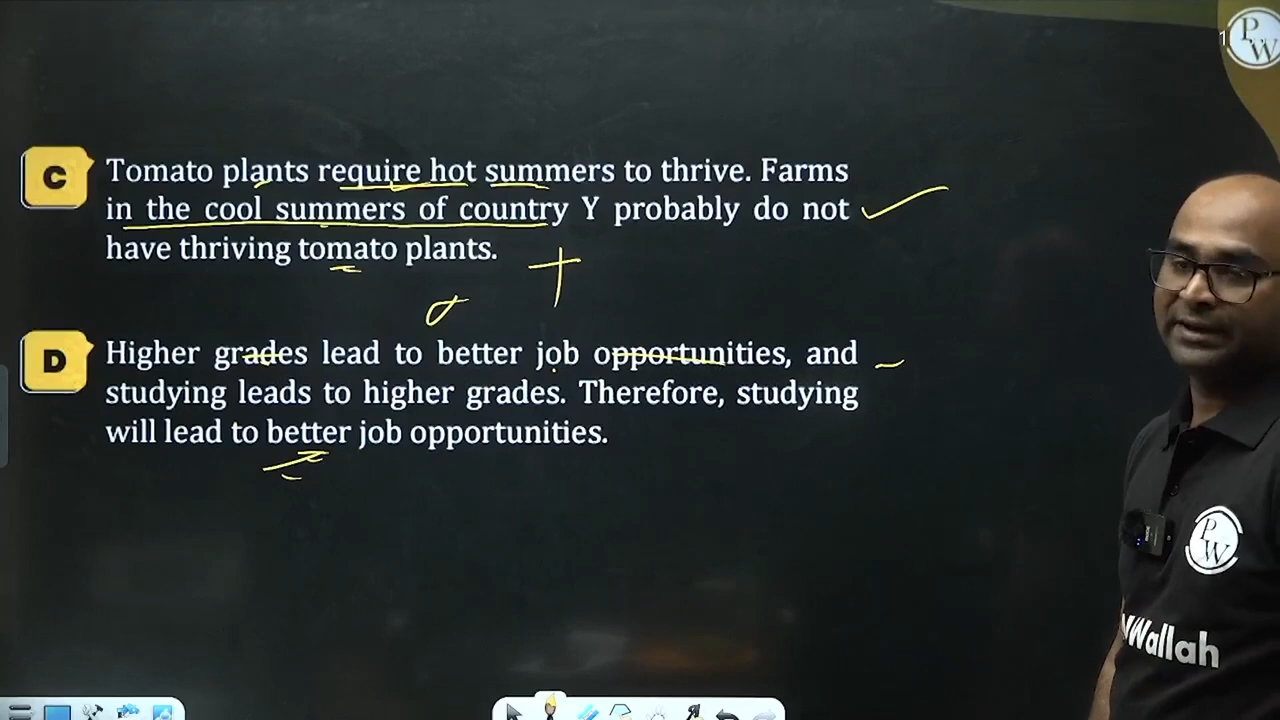 1
P
W
C
Tomato plants require hot summers to thrive. Farms
in the cool summers of country Y probably do not
have thriving tomato plants.
D
Higher grades lead to better job opportunities, and
studying leads to higher grades. Therefore, studying
will lead to better job opportunities.
P
W
Wallah